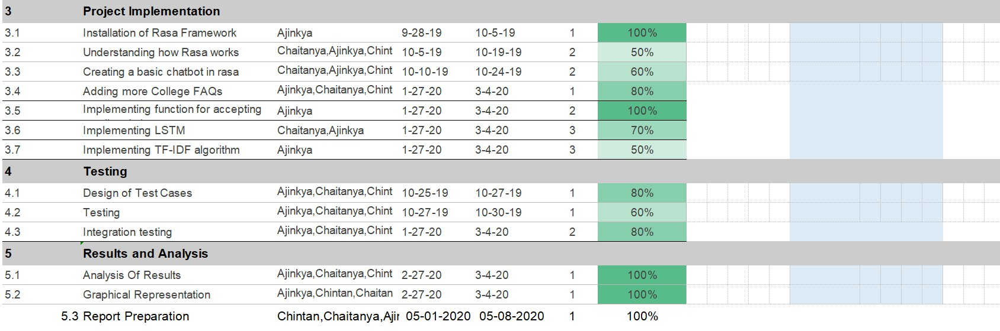 3 Project Implementation
3.1 Installation of Rasa Framework Ajinkya 9-28-19 10-5-19 1 100%
3.2 Understanding how Rasa works Chaitanya,Ajinkya,Chint 10-5-19 10-19-19 2 50%
3.3 Creating a basic chatbot in rasa Chaitanya,Ajinkya,Chint 10-10-19 10-24-19 2 60%
3.4 Adding more College FAQs Ajinkya,Chaitanya,Chint 1-27-20 3-4-20 1 80%
3.5 Implementing function for accepting Ajinkya 1-27-20 3-4-20 2 100%
3.6 Implementing LSTM Chaitanya,Ajinkya 1-27-20 3-4-20 3 70%
3.7 Implementing TF-IDF algorithm Ajinkya 1-27-20 3-4-20 3 50%
4 Testing
4.1 Design of Test Cases Ajinkya,Chaitanya,Chint 10-25-19 10-27-19 1 80%
4.2 Testing Ajinkya,Chaitanya,Chint 10-27-19 10-30-19 1 60%
4.3 Integration testing Ajinkya,Chaitanya,Chint 1-27-20 3-4-20 2 80%
5 Results and Analysis
5.1 Analysis Of Results Ajinkya,Chaitanya,Chint 2-27-20 3-4-20 1 100%
5.2 Graphical Representation Ajinkya,Chintan,Chaitan 2-27-20 3-4-20 1 100%
5.3 Report Preparation Chintan,Chaitanya,Ajin 05-01-2020 05-08-2020 1 100%